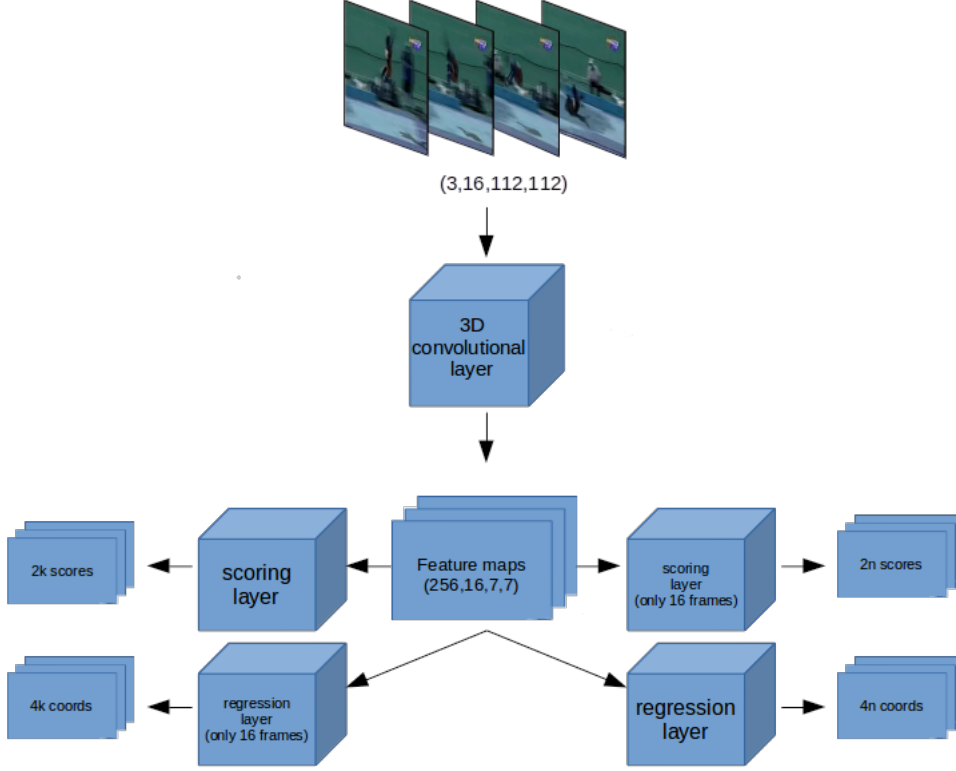 (3,16,112,112)
3D
convolutional
layer
Feature maps
(256,16,7,7)
2k scores
scoring
layer
scoring
layer
(only 16 frames)
2n scores
4k coords
regression
layer
(only 16 frames)
regression
layer
4n coords